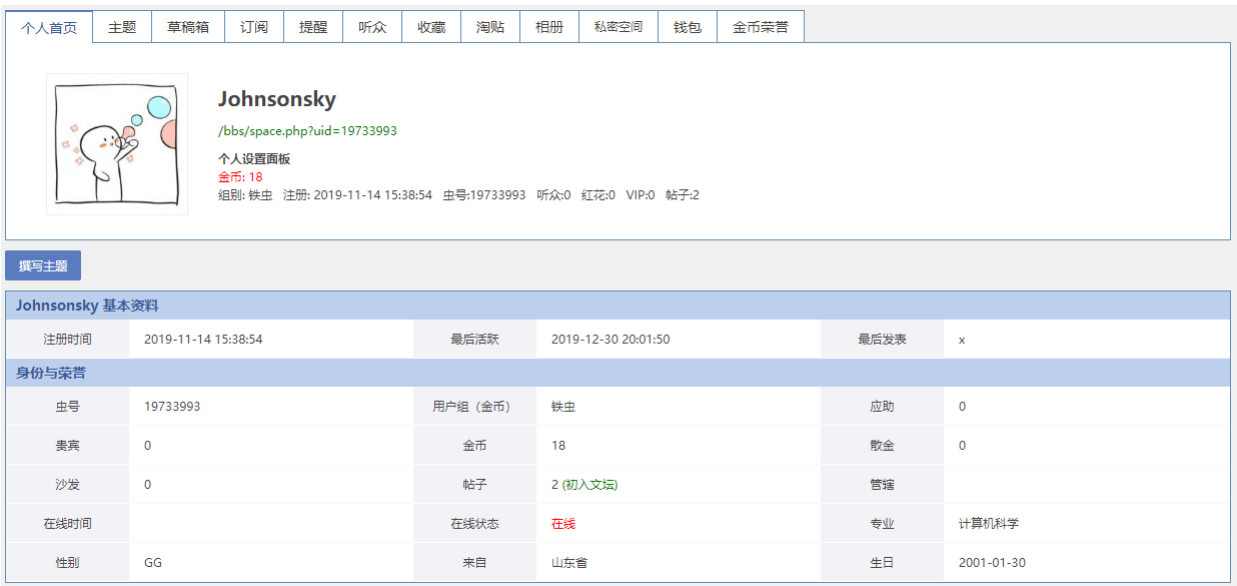 个人首页 主题 草稿箱 订阅 提醒 听众 收藏 淘贴 相册 私密空间 钱包 金币荣誉
Johnsonsky
/bbs/space.php?uid=19733993
个人设置面板
金币: 18
组别: 铁虫 注册: 2019-11-14 15:38:54 虫号:19733993 听众:0 红花:0 VIP:0 帖子:2
撰写主题
Johnsonsky 基本资料
注册时间 2019-11-14 15:38:54 最后活跃 2019-12-30 20:01:50 最后发表 x
身份与荣誉
虫号 19733993 用户组（金币） 铁虫 应助 0
贵宾 0 金币 18 散金 0
沙发 0 帖子 2 (初入文坛) 管辖
在线时间 在线状态 在线 专业 计算机科学
性别 GG 来自 山东省 生日 2001-01-30